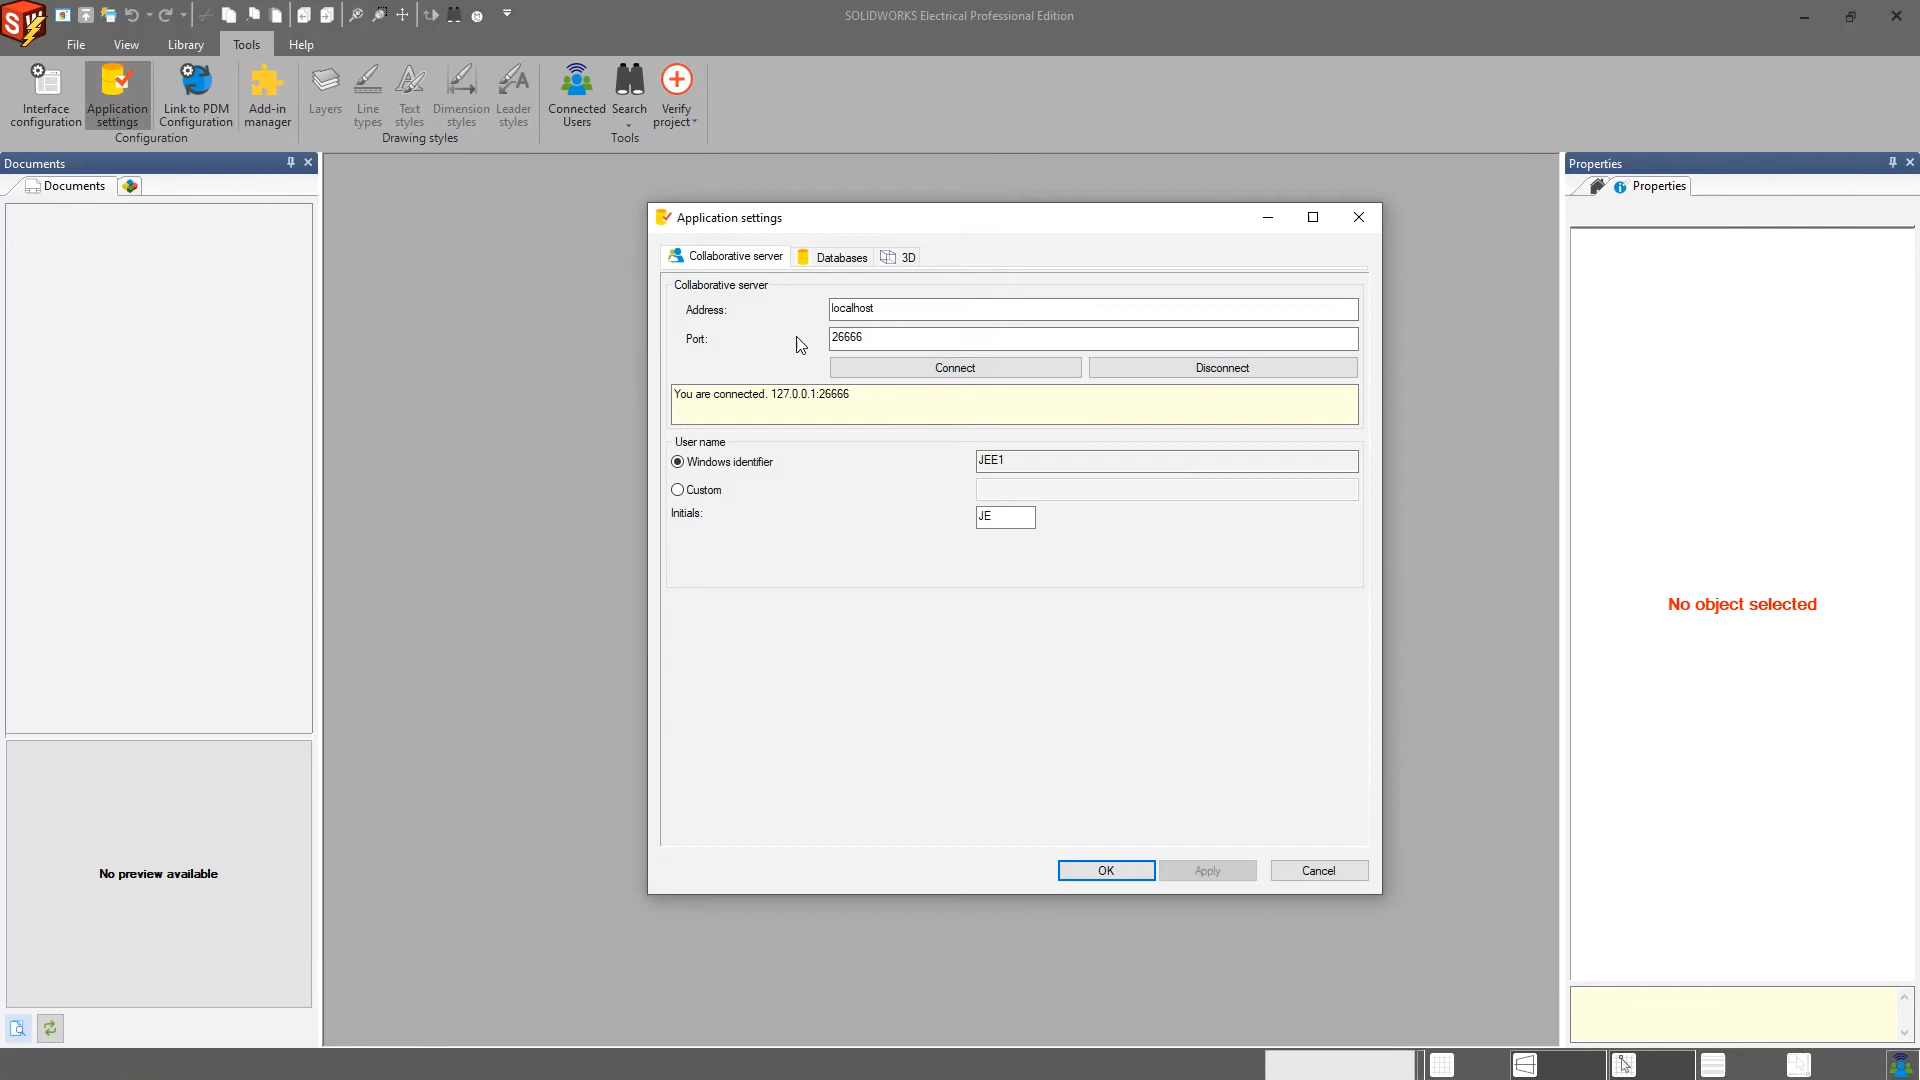 SOLIDWORKS Electrical Professional Edition
File
View
Library
Tools
Help
Interface configuration
Application settings
Link to PDM Configuration
Add-in manager
Configuration
Layers
Line types
Text styles
Dimension styles
Leader styles
Drawing styles
Connected Users
Search
Verify project
Tools
Documents
Documents
Properties
Properties
Application settings
Collaborative server
Databases
3D
Collaborative server
Address:
localhost
Port:
26666
Connect
Disconnect
You are connected. 127.0.0.1:26666
User name
Windows identifier
JEE1
Custom
Initials:
JE
No object selected
No preview available
OK
Apply
Cancel